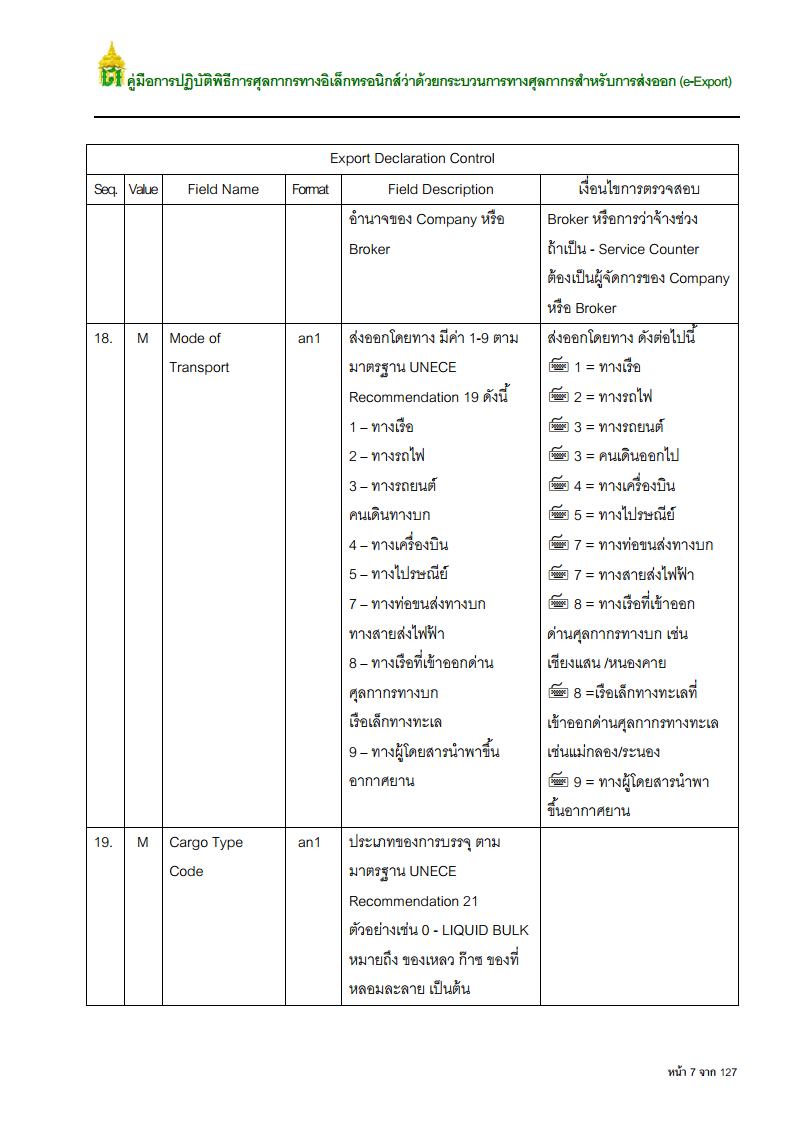 คู่มือการปฏิบัติพิธีการศุลกากรทางอิเล็กทรอนิกส์ว่าด้วยกระบวนการทางศุลกากรสำหรับการส่งออก (e-Export)
Export Declaration Control
Seq. Value Field Name Format Field Description เงื่อนไขการตรวจสอบ
อำนาจของ Company หรือ
Broker
Broker หรือการว่าจ้างช่วง
ถ้าเป็น - Service Counter
ต้องเป็นผู้จัดการของ Company
หรือ Broker
18. M Mode of
Transport
an1
ส่งออกโดยทาง มีค่า 1-9 ตาม
มาตรฐาน UNECE
Recommendation 19 ดังนี้
1 – ทางเรือ
2 – ทางรถไฟ
3 – ทางรถยนต์
คนเดินทางบก
4 – ทางเครื่องบิน
5 – ทางไปรษณีย์
7 – ทางท่อขนส่งทางบก
ทางสายส่งไฟฟ้า
8 – ทางเรือที่เข้าออกด่าน
ศุลกากรทางบก
เรือเล็กทางทะเล
9 – ทางผู้โดยสารนำพาขึ้น
อากาศยาน
ส่งออกโดยทาง ดังต่อไปนี้
1 = ทางเรือ
2 = ทางรถไฟ
3 = ทางรถยนต์
3 = คนเดินออกไป
4 = ทางเครื่องบิน
5 = ทางไปรษณีย์
7 = ทางท่อขนส่งทางบก
7 = ทางสายส่งไฟฟ้า
8 = ทางเรือที่เข้าออก
ด่านศุลกากรทางบก เช่น
เชียงแสน /หนองคาย
8 =เรือเล็กทางทะเลที่
เข้าออกด่านศุลกากรทางทะเล
เช่นแม่กลอง/ระนอง
9 = ทางผู้โดยสารนำพา
ขึ้นอากาศยาน
19. M Cargo Type
Code
an1
ประเภทของการบรรจุ ตาม
มาตรฐาน UNECE
Recommendation 21
ตัวอย่างเช่น 0 - LIQUID BULK
หมายถึง ของเหลว ก๊าซ ของที่
หลอมละลาย เป็นต้น
หน้า 7 จาก 127